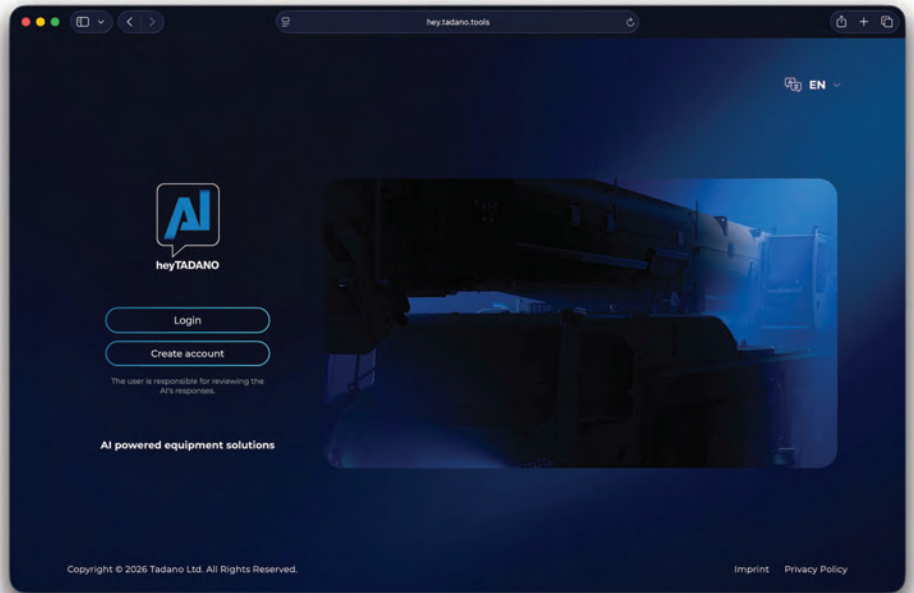 hey.tadano.tools
EN
AI
heyTADANO
Login
Create account
The user is responsible for reviewing the
AI's responses.
AI powered equipment solutions
Copyright © 2026 Tadano Ltd. All Rights Reserved.
Imprint
Privacy Policy